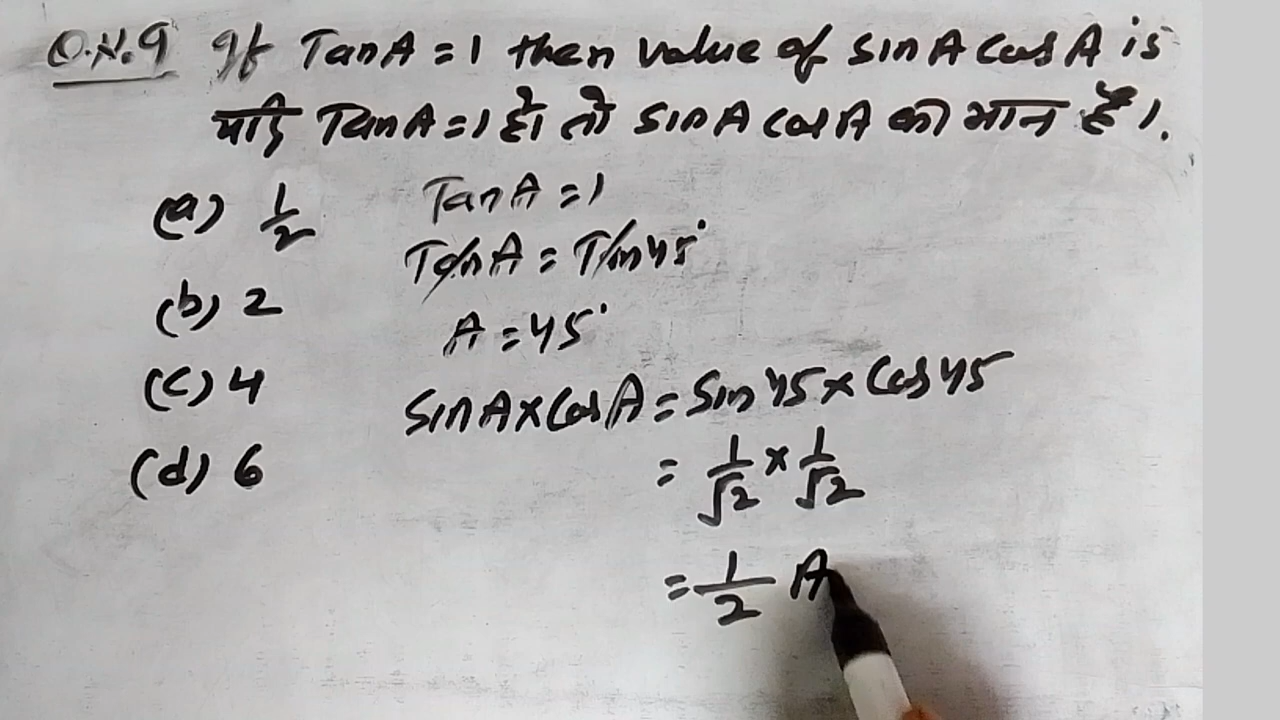 Q.N.9 If TanA = 1 then value of sinA cosA is
यदि TanA = 1 हो तो sinA cosA का मान है।.
(a) 1/2
(b) 2
(c) 4
(d) 6
TanA = 1
TanA = Tan45°
A = 45°
sinA×CosA = Sin45×Cos45
= 1/√2 × 1/√2
= 1/2 A